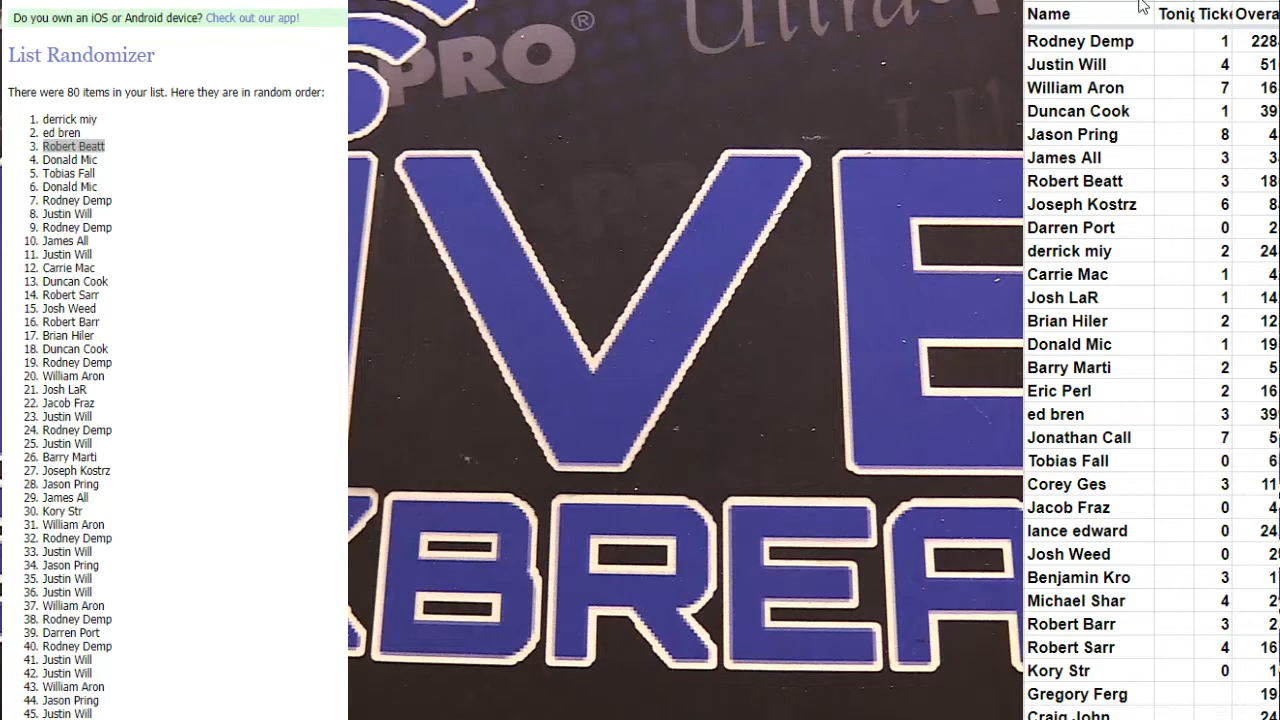 Do you own an iOS or Android device? Check out our app!
List Randomizer
There were 80 items in your list. Here they are in random order:
1. derrick miy
2. ed bren
3. Robert Beatt
4. Donald Mic
5. Tobias Fall
6. Donald Mic
7. Rodney Demp
8. Justin Will
9. Rodney Demp
10. James All
11. Justin Will
12. Carrie Mac
13. Duncan Cook
14. Robert Sarr
15. Josh Weed
16. Robert Barr
17. Brian Hiler
18. Duncan Cook
19. Rodney Demp
20. William Aron
21. Josh LaR
22. Jacob Fraz
23. Justin Will
24. Rodney Demp
25. Justin Will
26. Barry Marti
27. Joseph Kostrz
28. Jason Pring
29. James All
30. Kory Str
31. William Aron
32. Rodney Demp
33. Justin Will
34. Jason Pring
35. Justin Will
36. Justin Will
37. William Aron
38. Rodney Demp
39. Darren Port
40. Rodney Demp
41. Justin Will
42. Justin Will
43. William Aron
44. Jason Pring
45. Justin Will
PRO®
Ultra
VE
BREA
Name Tonig Ticke Overa
Rodney Demp 1 228
Justin Will 4 51
William Aron 7 16
Duncan Cook 1 39
Jason Pring 8 4
James All 3 3
Robert Beatt 3 18
Joseph Kostrz 6 8
Darren Port 0 2
derrick miy 2 24
Carrie Mac 1 4
Josh LaR 1 14
Brian Hiler 2 12
Donald Mic 1 19
Barry Marti 2 5
Eric Perl 2 16
ed bren 3 39
Jonathan Call 7 5
Tobias Fall 0 6
Corey Ges 3 11
Jacob Fraz 0 4
lance edward 0 24
Josh Weed 0 2
Benjamin Kro 3 1
Michael Shar 4 2
Robert Barr 3 2
Robert Sarr 4 16
Kory Str 0 1
Gregory Ferg 19
Craig John 24